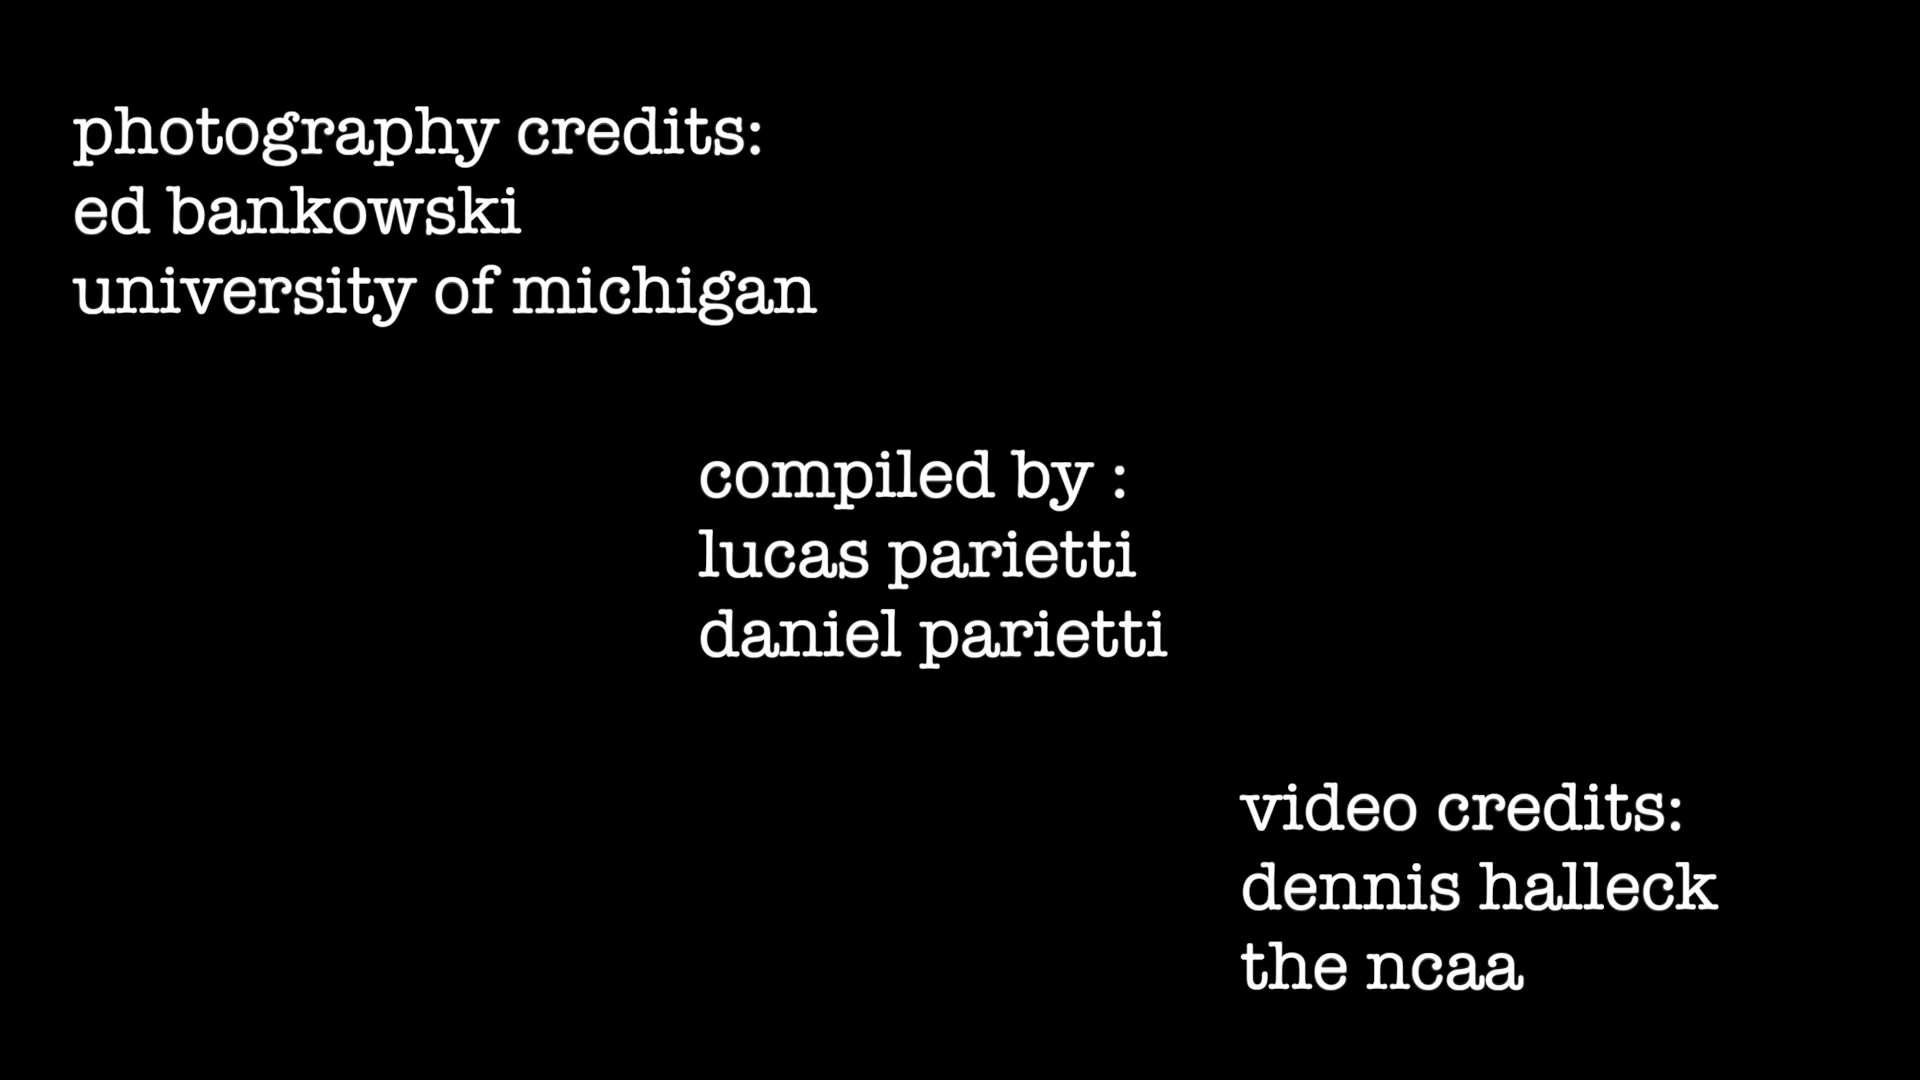 photography credits:
ed bankowski
university of michigan
compiled by :
lucas parietti
daniel parietti
video credits:
dennis halleck
the ncaa